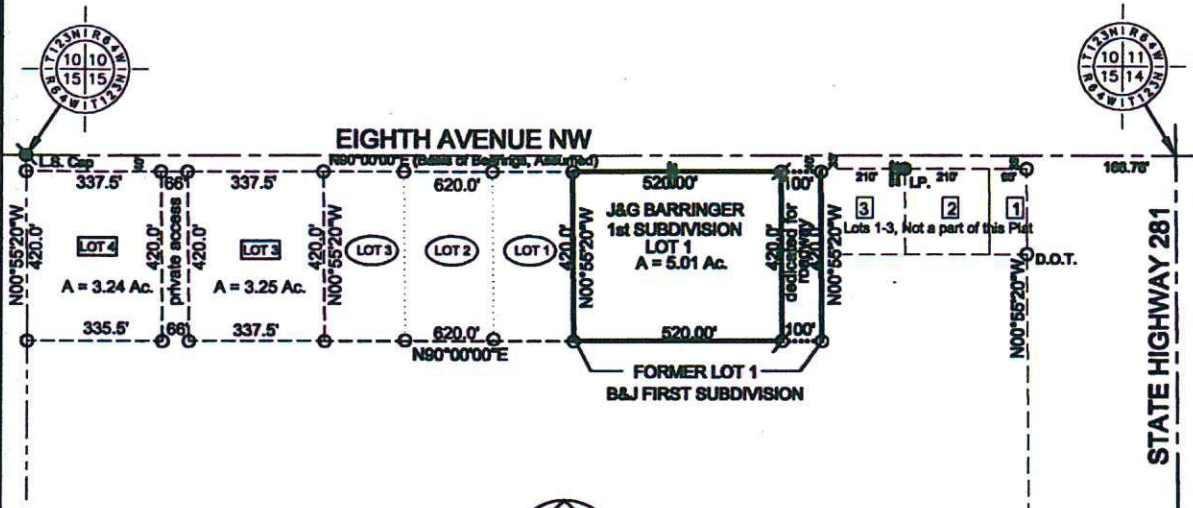 T123N R64W
10 10
15 15
R64W T123N
T123N R64W
10 11
15 14
R64W T123N
EIGHTH AVENUE NW
L.S. Cap
N90°00'00"E (Basis of Bearings, Assumed)
337.5' 66' 337.5' 620.0' 520.00' 100' 210' 210' 168.76'
I.P.
J&G BARRINGER
1st SUBDIVISION
LOT 1
A = 5.01 Ac.
3 2 1
Lots 1-3, Not a part of this Plat
N00°55'20"W
420.0'
LOT 4
A = 3.24 Ac.
420.0'
private access
420.0'
LOT 3
A = 3.25 Ac.
N00°55'20"W
420.0'
LOT 3
LOT 2
LOT 1
420.0'
N00°55'20"W
420.0'
dedicated for
roadway
420.0'
N00°55'20"W
D.O.T.
N00°55'20"W
335.5' 66' 337.5' 620.0' 520.00' 100'
N90°00'00"E
FORMER LOT 1
B&J FIRST SUBDIVISION
STATE HIGHWAY 281